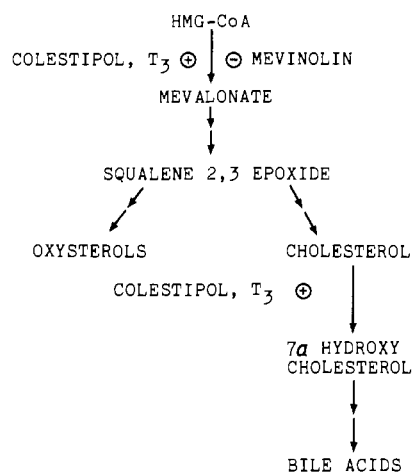 HMG-CoA
COLESTIPOL, T3 ⊕ ⊖ MEVINOLIN
MEVALONATE
SQUALENE 2,3 EPOXIDE
OXYSTEROLS CHOLESTEROL
COLESTIPOL, T3 ⊕
7α HYDROXY
CHOLESTEROL
BILE ACIDS